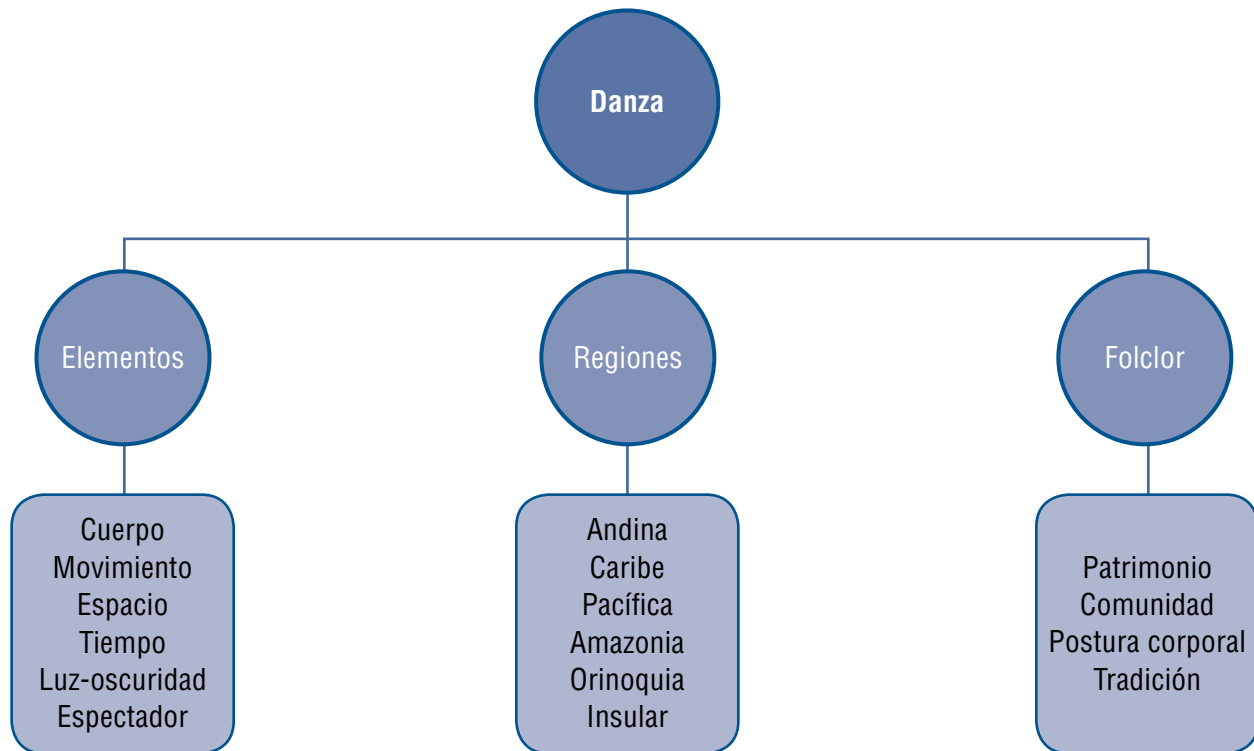 Danza
Elementos
Regiones
Folclor
Cuerpo
Movimiento
Espacio
Tiempo
Luz-oscuridad
Espectador
Andina
Caribe
Pacífica
Amazonia
Orinoquia
Insular
Patrimonio
Comunidad
Postura corporal
Tradición